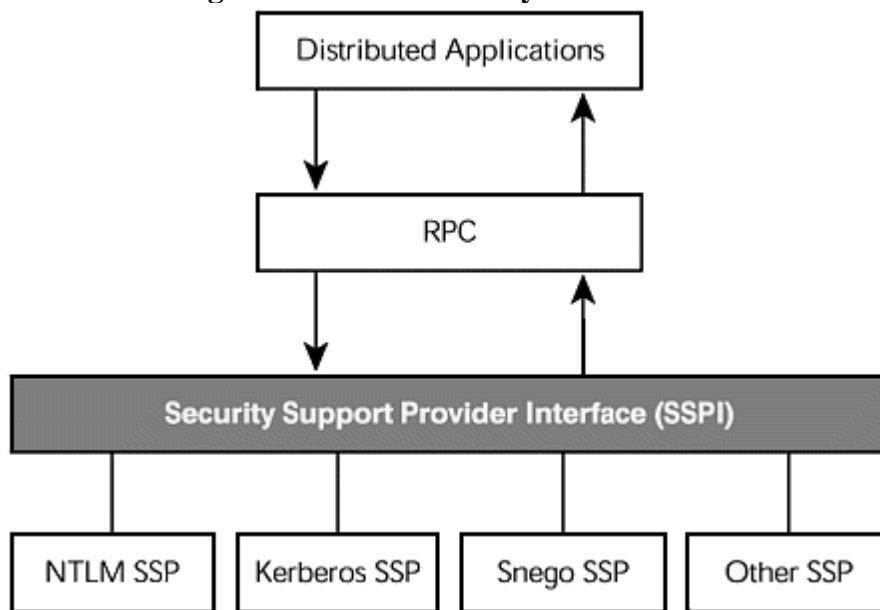 Distributed Applications
RPC
Security Support Provider Interface (SSPI)
NTLM SSP
Kerberos SSP
Snego SSP
Other SSP